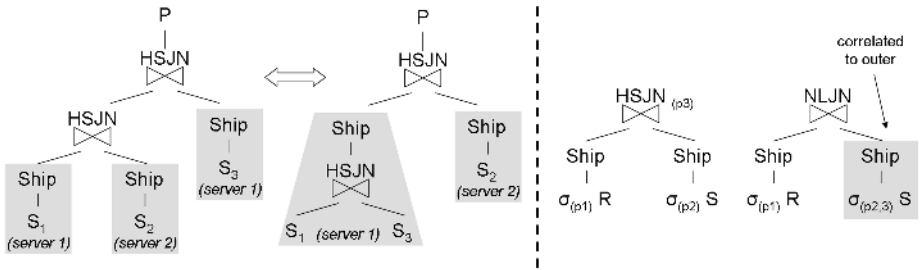 P
HSJN
HSJN
Ship
S3
(server 1)
Ship
S1
(server 1)
Ship
S2
(server 2)
P
HSJN
Ship
HSJN
S1 (server 1) S3
Ship
S2
(server 2)
HSJN (p3)
Ship
σ(p1) R
Ship
σ(p2) S
correlated
to outer
NLJN
Ship
σ(p1) R
Ship
σ(p2,3) S